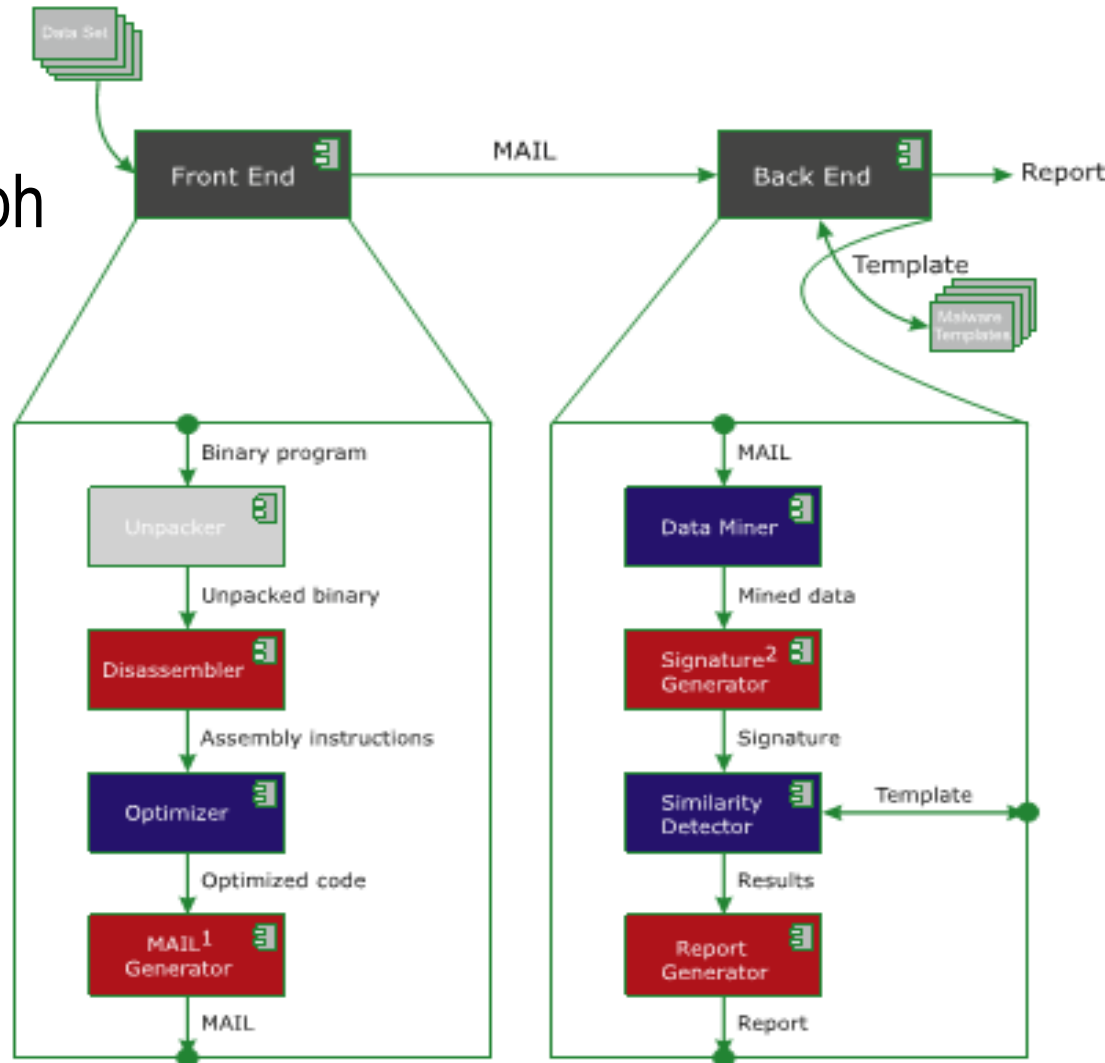 Data Set
ph
Front End
MAIL
Back End
Report
Template
Malware
Templates
Binary program
Unpacker
Unpacked binary
Disassembler
Assembly instructions
Optimizer
Optimized code
MAIL1
Generator
MAIL
MAIL
Data Miner
Mined data
Signature2
Generator
Signature
Similarity
Detector
Template
Results
Report
Generator
Report